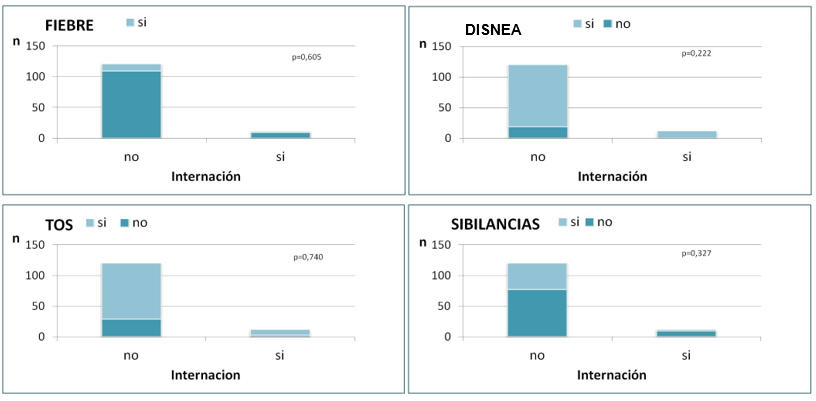 FIEBRE
si
n
150
p=0,605
100
50
0
no si
Internación
DISNEA
si no
n
150
p=0,222
100
50
0
no si
Internación
TOS
si no
n
150
p=0,740
100
50
0
no si
Internacion
SIBILANCIAS
si no
n
150
p=0,327
100
50
0
no si
Internación